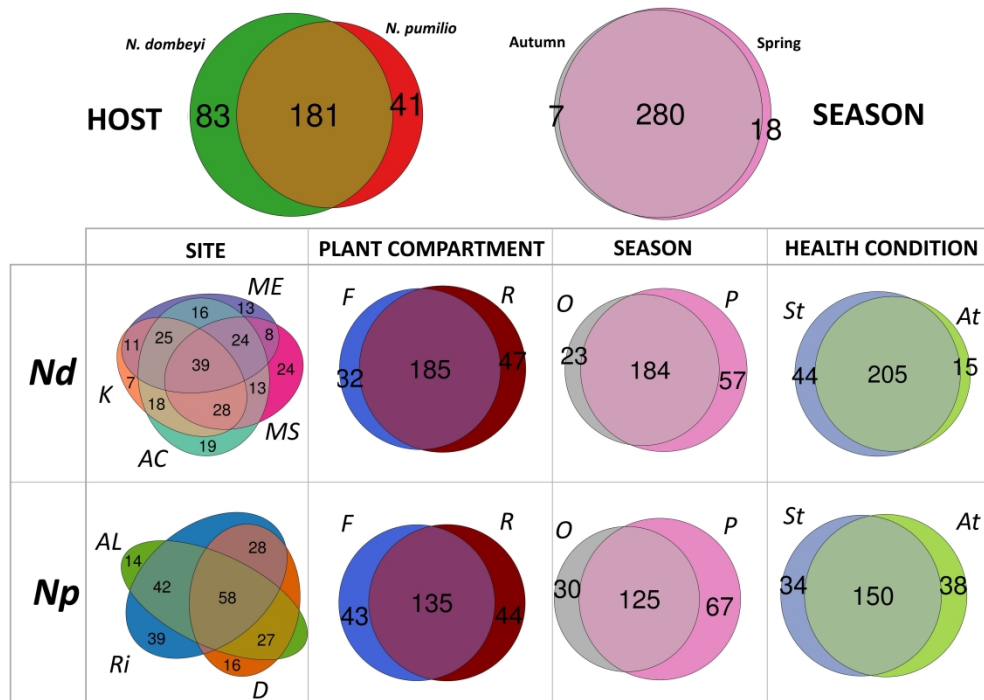 N. dombeyi
N. pumilio
Autumn
Spring
HOST
83
181
41
7
280
18
SEASON
SITE
PLANT COMPARTMENT
SEASON
HEALTH CONDITION
Nd
ME
16
13
11
25
24
8
39
24
7
K
18
28
13
MS
AC
19
F
R
32
185
47
O
P
23
184
57
St
At
44
205
15
Np
AL
14
28
42
58
39
27
Ri
16
D
F
R
43
135
44
O
P
30
125
67
St
At
34
150
38